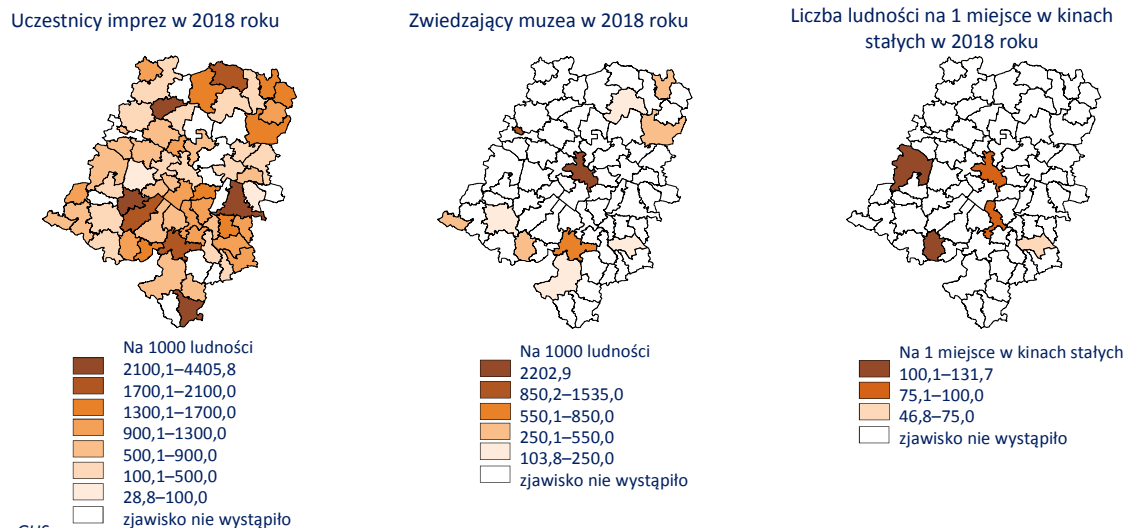 Uczestnicy imprez w 2018 roku
Na 1000 ludności
2100,1–4405,8
1700,1–2100,0
1300,1–1700,0
900,1–1300,0
500,1–900,0
100,1–500,0
28,8–100,0
zjawisko nie wystąpiło
Zwiedzający muzea w 2018 roku
Na 1000 ludności
2202,9
850,2–1535,0
550,1–850,0
250,1–550,0
103,8–250,0
zjawisko nie wystąpiło
Liczba ludności na 1 miejsce w kinach
stałych w 2018 roku
Na 1 miejsce w kinach stałych
100,1–131,7
75,1–100,0
46,8–75,0
zjawisko nie wystąpiło